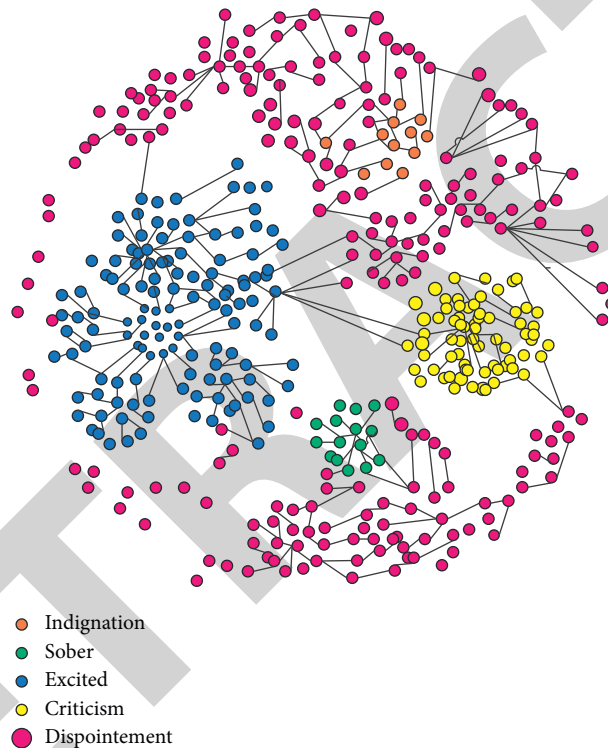 Indignation
Sober
Excited
Criticism
Dispointement